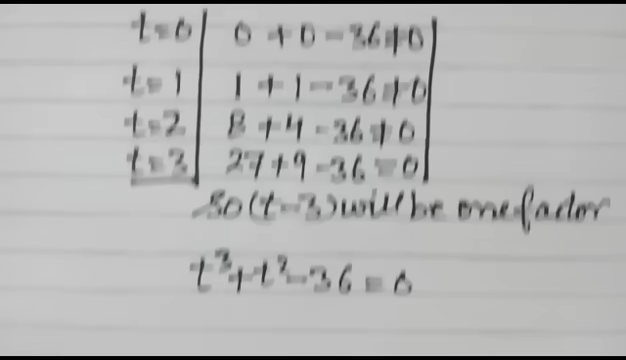 t=0 | 0+0-36≠0
t=1 | 1+1-36≠0
t=2 | 8+4-36≠0
t=3 | 27+9-36=0
so (t-3) will be one factor
t³+t²-36=0